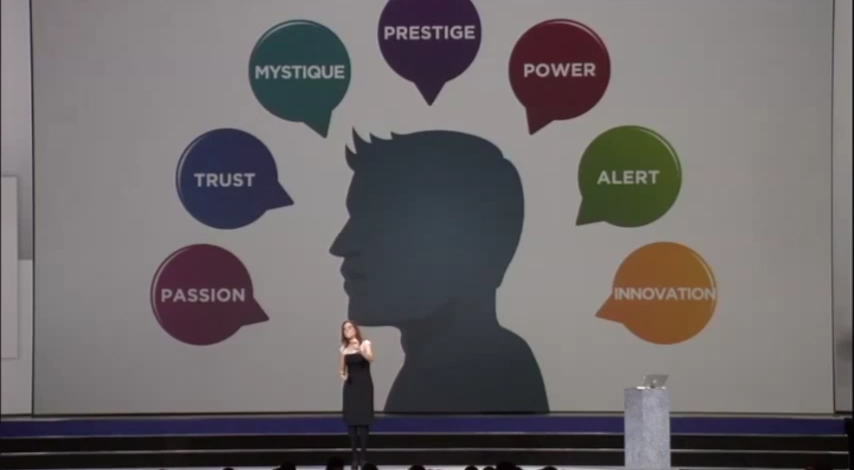 PRESTIGE
MYSTIQUE
POWER
TRUST
ALERT
PASSION
INNOVATION